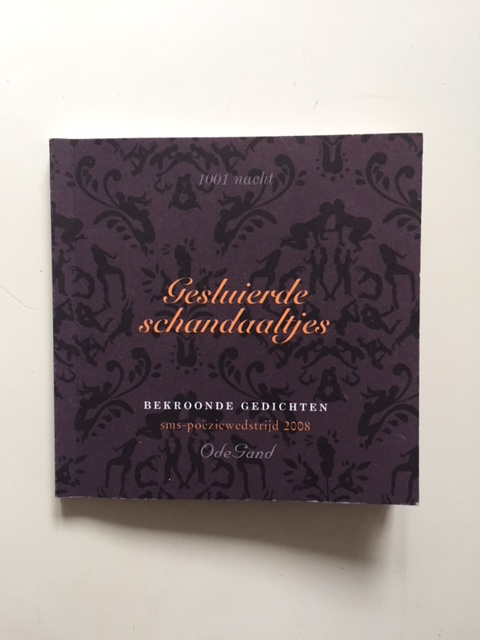 1001 nacht
Gesluierde
schandaaltjes
BEKROONDE GEDICHTEN
sms-poëziewedstrijd 2008
OdeGand